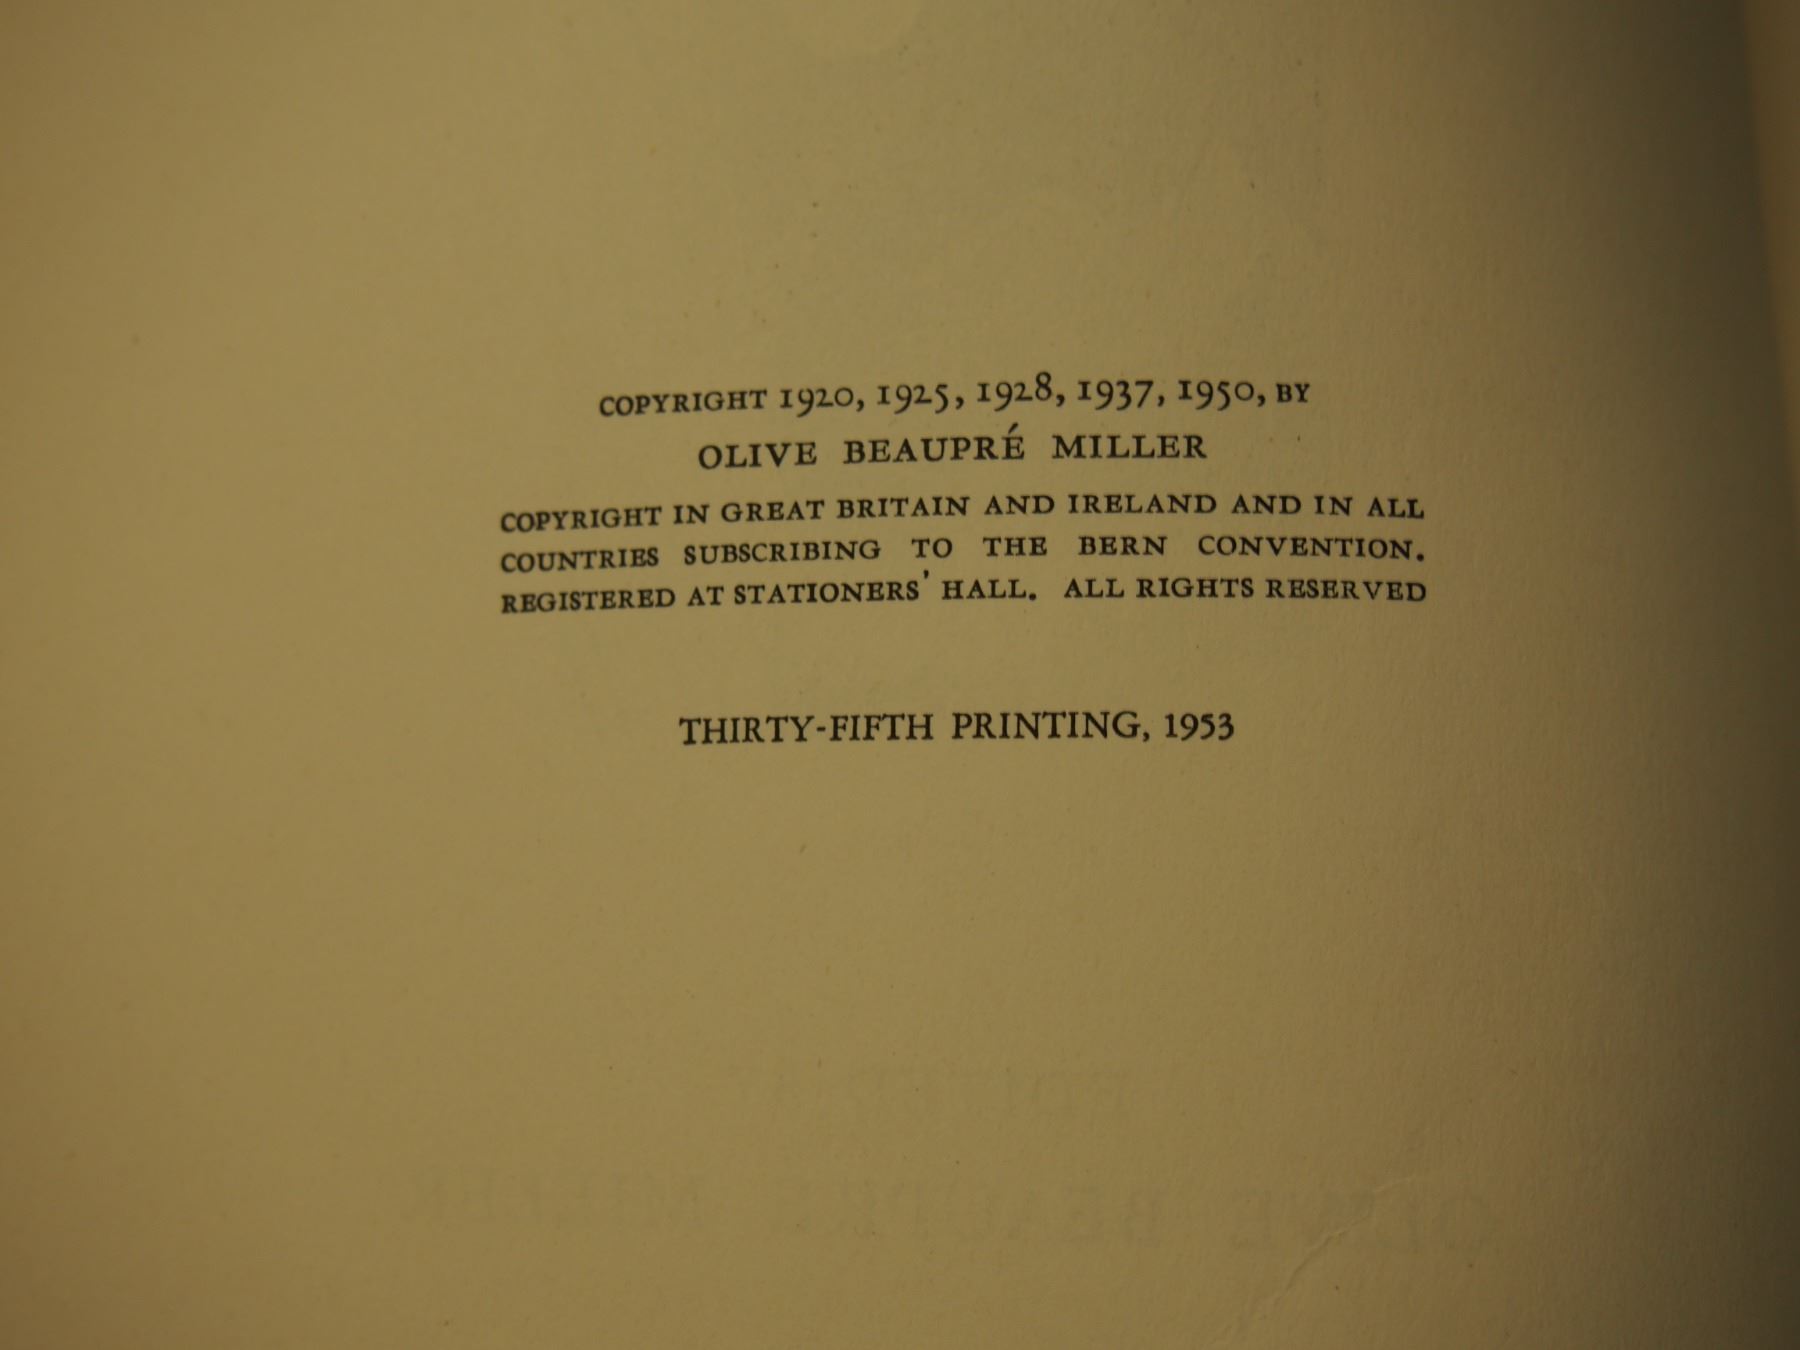 COPYRIGHT 1920, 1925, 1928, 1937, 1950, BY
OLIVE BEAUPRÉ MILLER
COPYRIGHT IN GREAT BRITAIN AND IRELAND AND IN ALL
COUNTRIES SUBSCRIBING TO THE BERN CONVENTION.
REGISTERED AT STATIONERS' HALL. ALL RIGHTS RESERVED
THIRTY-FIFTH PRINTING, 1953